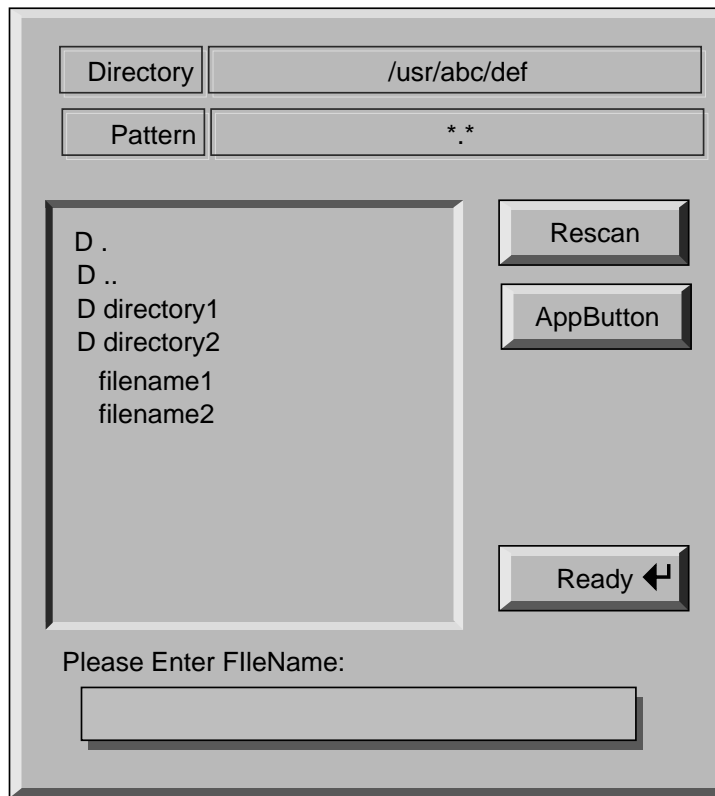 Directory /usr/abc/def
Pattern *.*
D .
D ..
D directory1
D directory2
filename1
filename2
Rescan
AppButton
Ready
Please Enter FIleName: